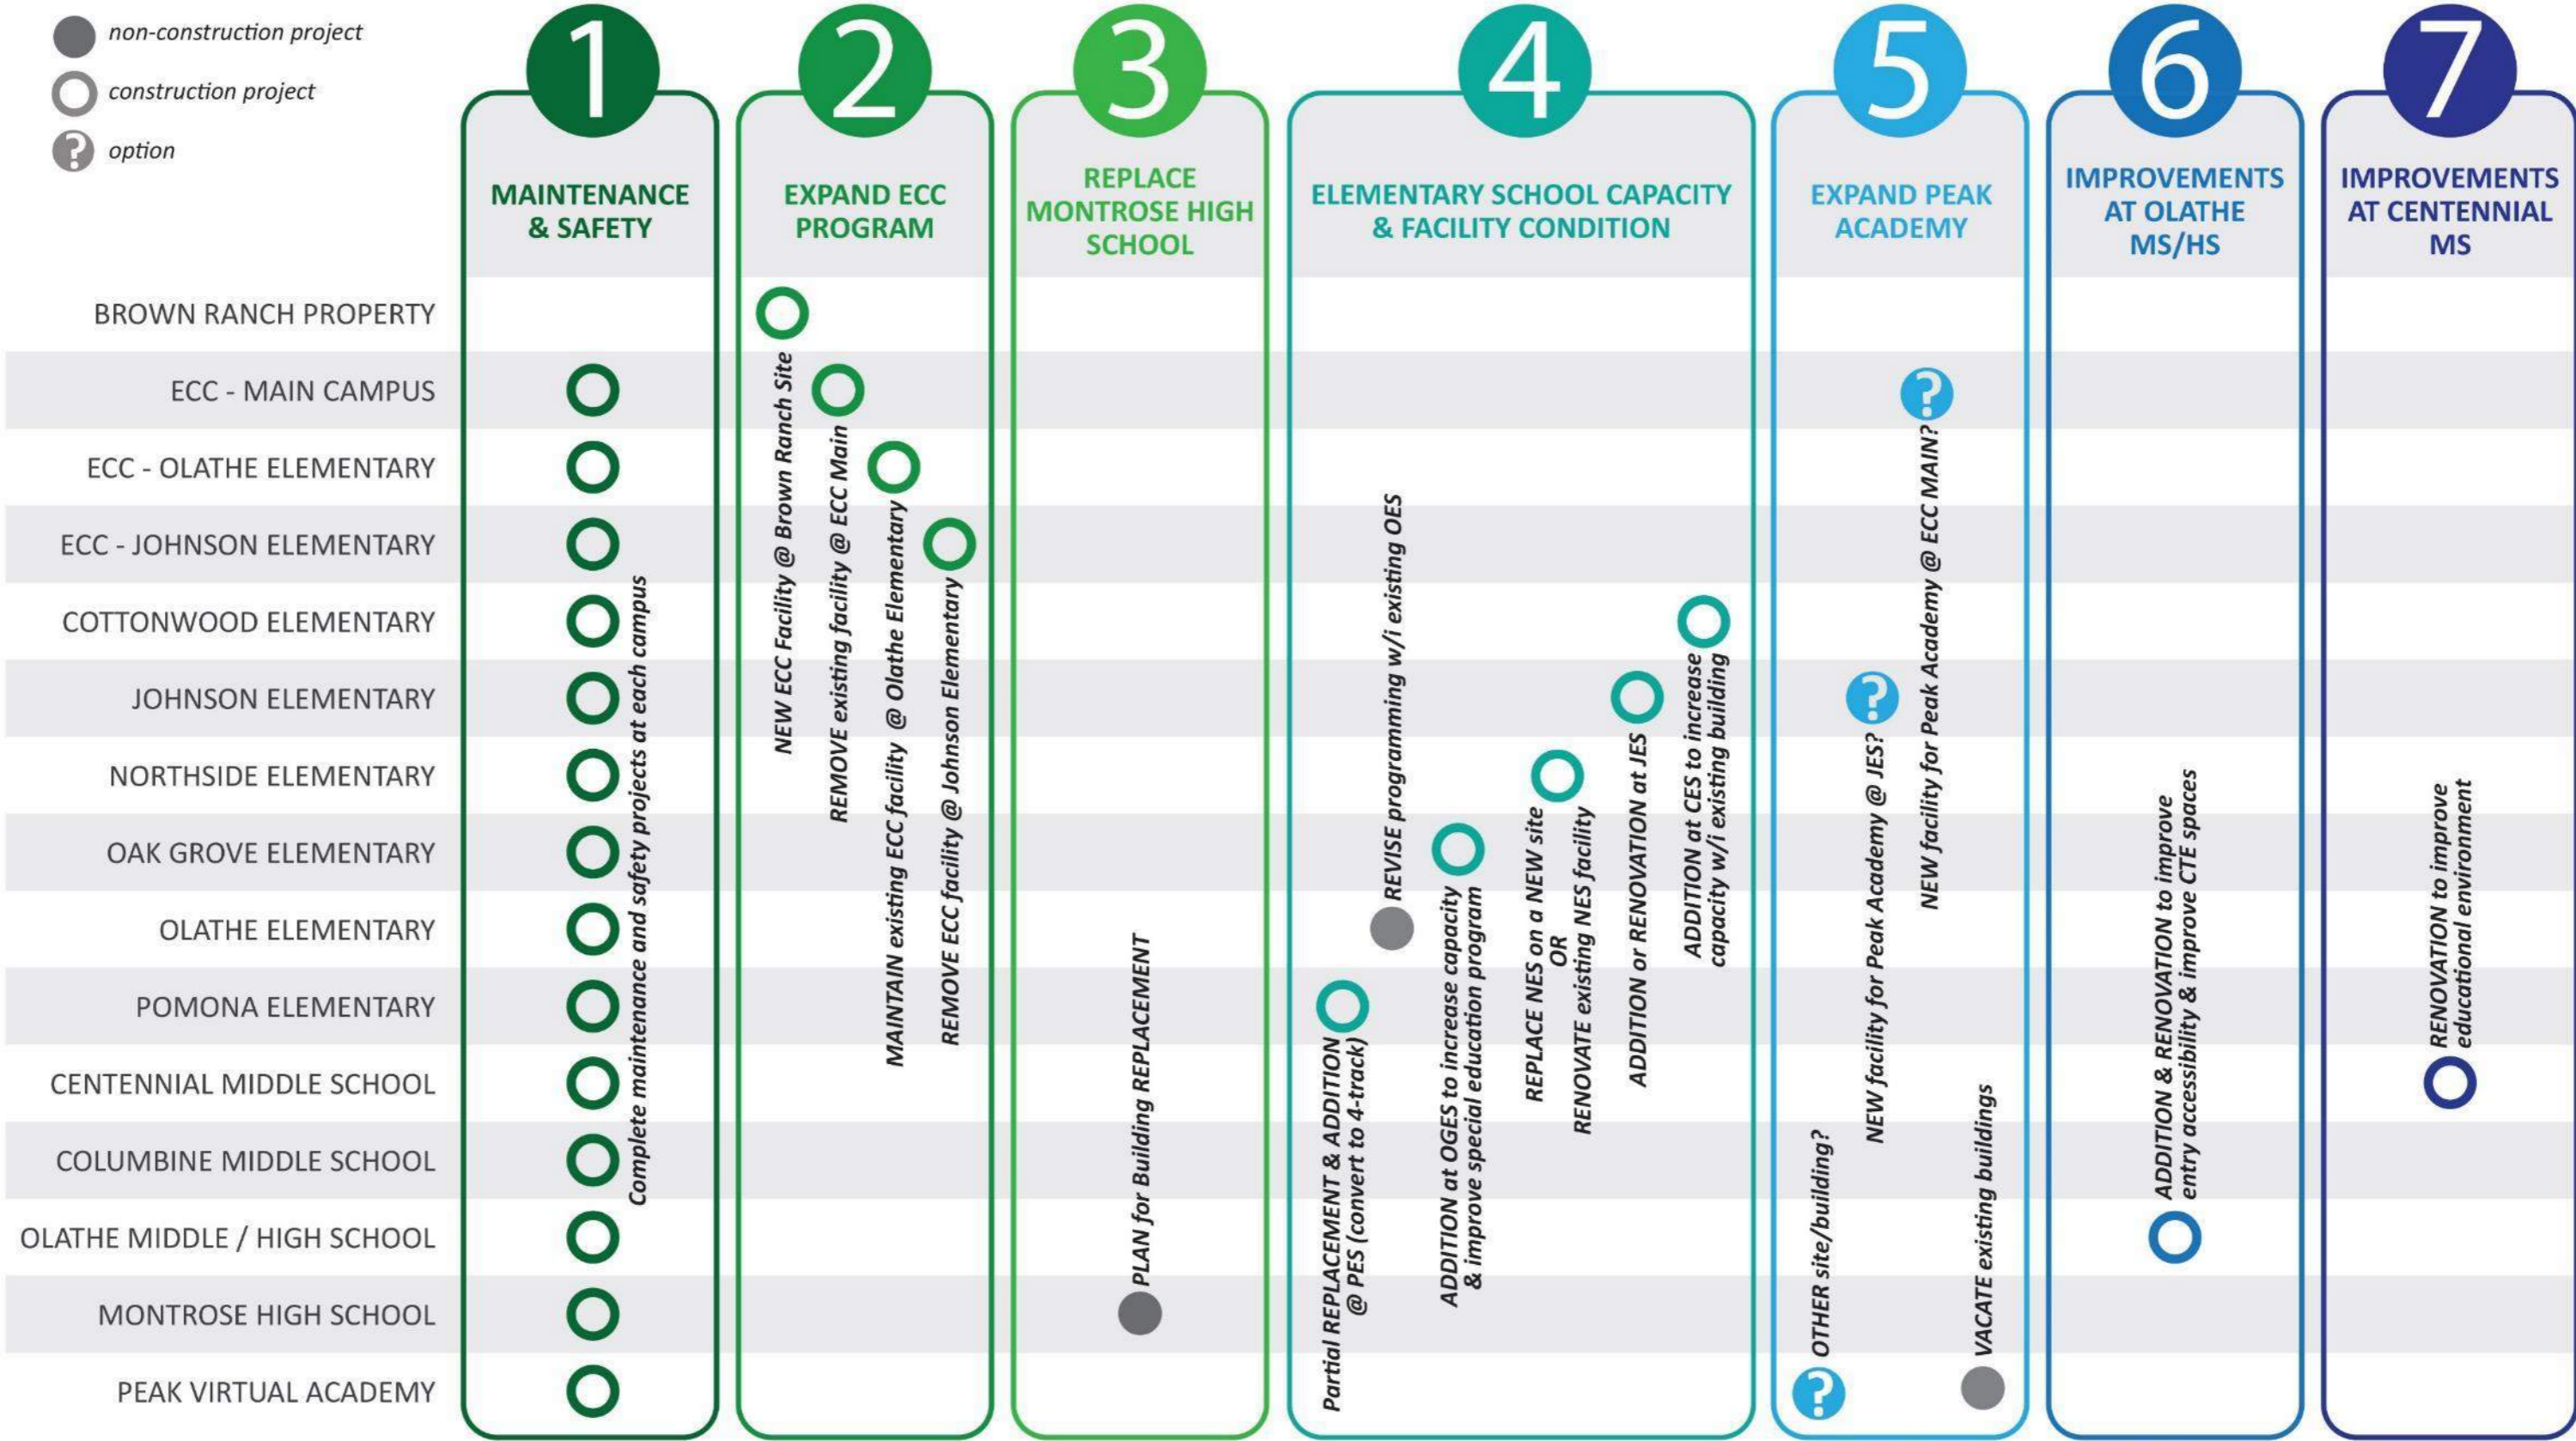 non-construction project
construction project
?
option
1
MAINTENANCE
& SAFETY
2
EXPAND ECC
PROGRAM
3
REPLACE
MONTROSE HIGH
SCHOOL
4
ELEMENTARY SCHOOL CAPACITY
& FACILITY CONDITION
5
EXPAND PEAK
ACADEMY
6
IMPROVEMENTS
AT OLATHE
MS/HS
7
IMPROVEMENTS
AT CENTENNIAL
MS
BROWN RANCH PROPERTY
ECC - MAIN CAMPUS
ECC - OLATHE ELEMENTARY
ECC - JOHNSON ELEMENTARY
COTTONWOOD ELEMENTARY
JOHNSON ELEMENTARY
NORTHSIDE ELEMENTARY
OAK GROVE ELEMENTARY
OLATHE ELEMENTARY
POMONA ELEMENTARY
CENTENNIAL MIDDLE SCHOOL
COLUMBINE MIDDLE SCHOOL
OLATHE MIDDLE / HIGH SCHOOL
MONTROSE HIGH SCHOOL
PEAK VIRTUAL ACADEMY
Complete maintenance and safety projects at each campus
NEW ECC Facility @ Brown Ranch Site
REMOVE existing facility @ ECC Main
MAINTAIN existing ECC facility @ Olathe Elementary
REMOVE ECC facility @ Johnson Elementary
PLAN for Building REPLACEMENT
Partial REPLACEMENT & ADDITION
@ PES (convert to 4-track)
REVISE programming w/i existing OES
ADDITION at OGES to increase capacity
& improve special education program
REPLACE NES on a NEW site
OR
RENOVATE existing NES facility
ADDITION or RENOVATION at JES
ADDITION at CES to increase
capacity w/i existing building
?
OTHER site/building?
?
NEW facility for Peak Academy @ JES?
?
NEW facility for Peak Academy @ ECC MAIN?
VACATE existing buildings
ADDITION & RENOVATION to improve
entry accessibility & improve CTE spaces
RENOVATION to improve
educational environment